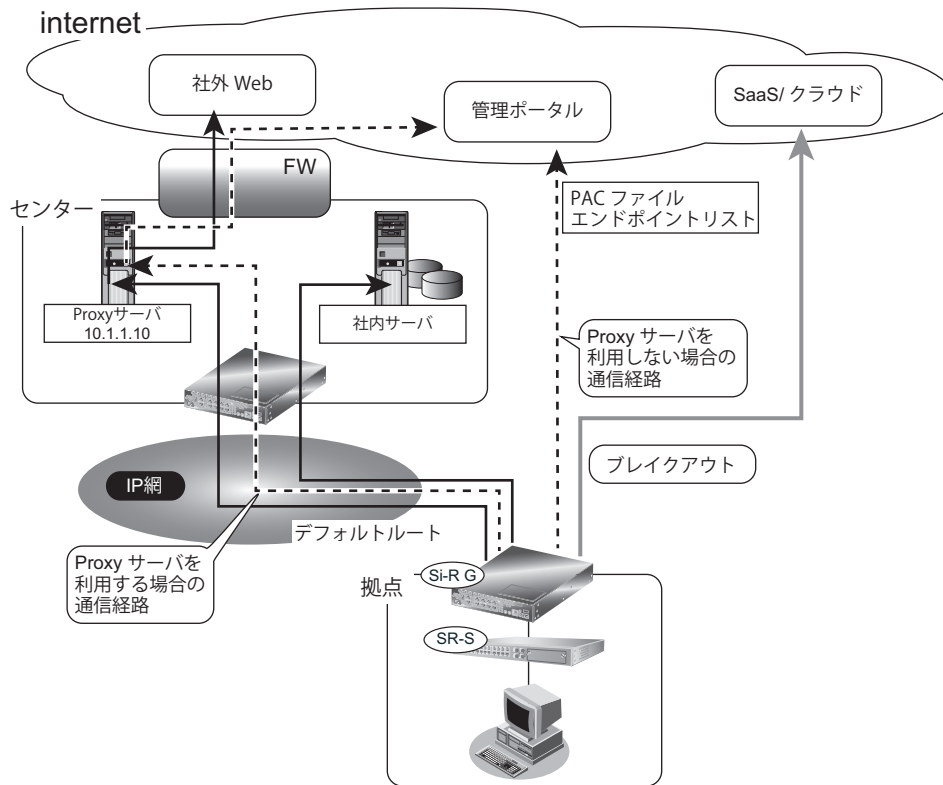 internet
社外 Web
管理ポータル
SaaS/ クラウド
FW
センター
PAC ファイル
エンドポイントリスト
Proxyサーバ
10.1.1.10
社内サーバ
Proxy サーバを
利用しない場合の
通信経路
ブレイクアウト
IP網
デフォルトルート
Proxy サーバを
利用する場合の
通信経路
拠点
Si-R G
SR-S